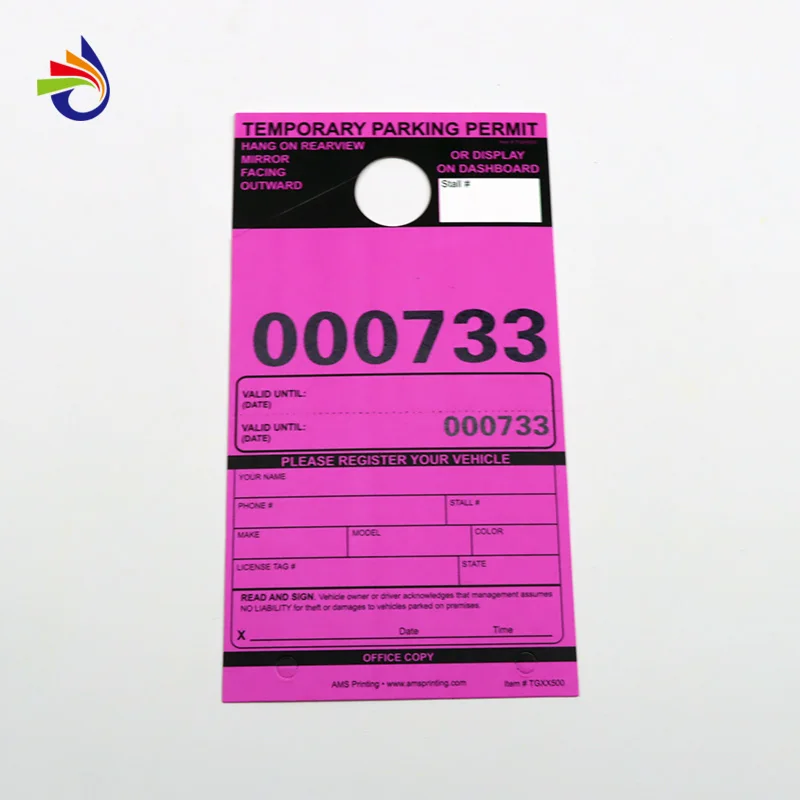 TEMPORARY PARKING PERMIT
HANG ON REARVIEW
MIRROR
FACING
OUTWARD
OR DISPLAY
ON DASHBOARD
Stall #
000733
VALID UNTIL:
(DATE)
VALID UNTIL:
(DATE)
000733
PLEASE REGISTER YOUR VEHICLE
YOUR NAME
PHONE # STALL #
MAKE MODEL COLOR
LICENSE TAG # STATE
READ AND SIGN. Vehicle owner or driver acknowledges that management assumes
NO LIABILITY for theft or damages to vehicles parked on premises.
X Date Time
OFFICE COPY
AMS Printing • www.amsprinting.com Item # TGXX500